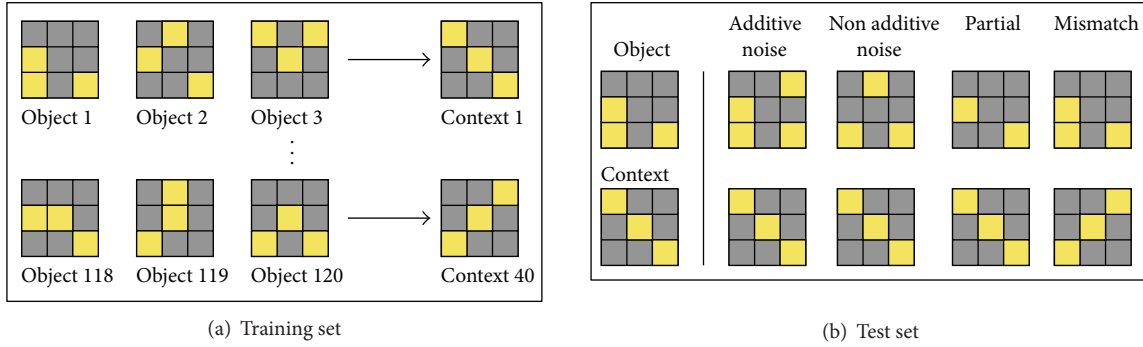 Object 1
Object 2
Object 3
Context 1
Object 118
Object 119
Object 120
Context 40
(a) Training set
Object
Additive
noise
Non additive
noise
Partial
Mismatch
Context
(b) Test set